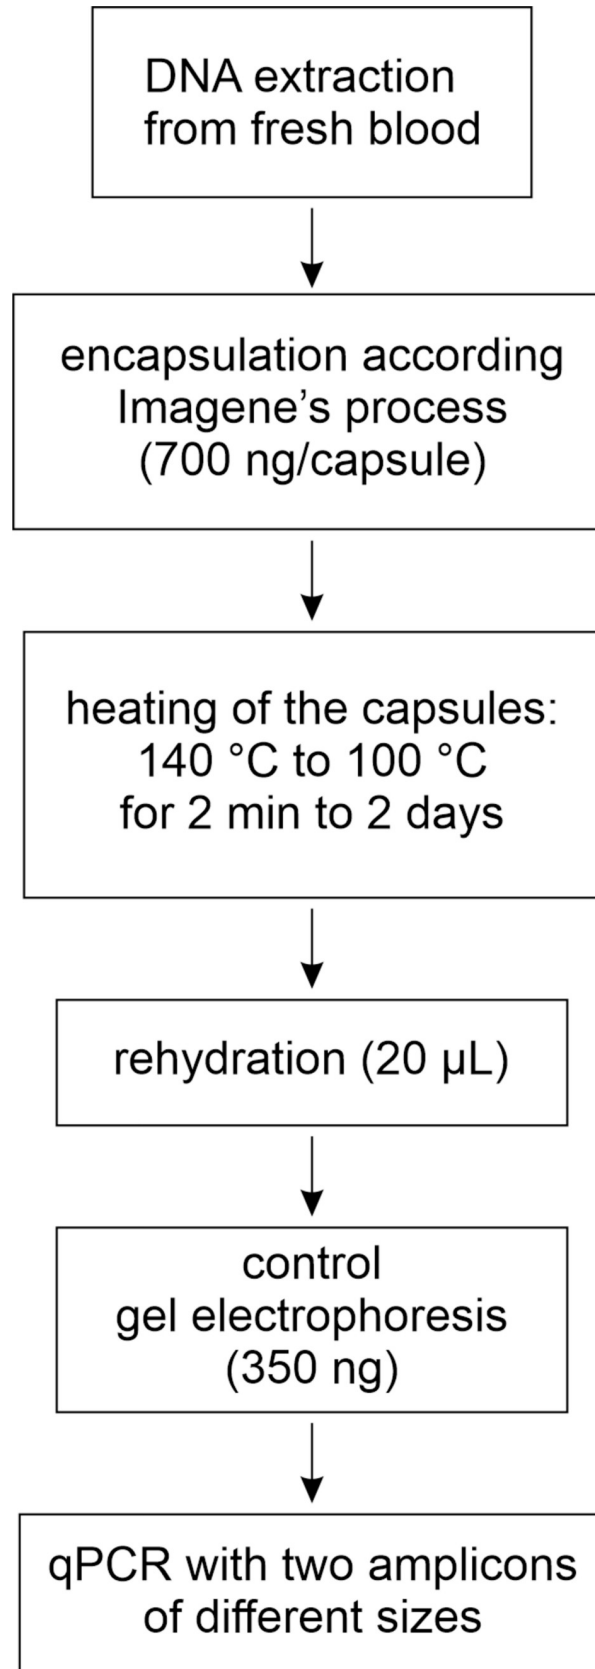 DNA extraction
from fresh blood
encapsulation according
Imagene's process
(700 ng/capsule)
heating of the capsules:
140 °C to 100 °C
for 2 min to 2 days
rehydration (20 µL)
control
gel electrophoresis
(350 ng)
qPCR with two amplicons
of different sizes